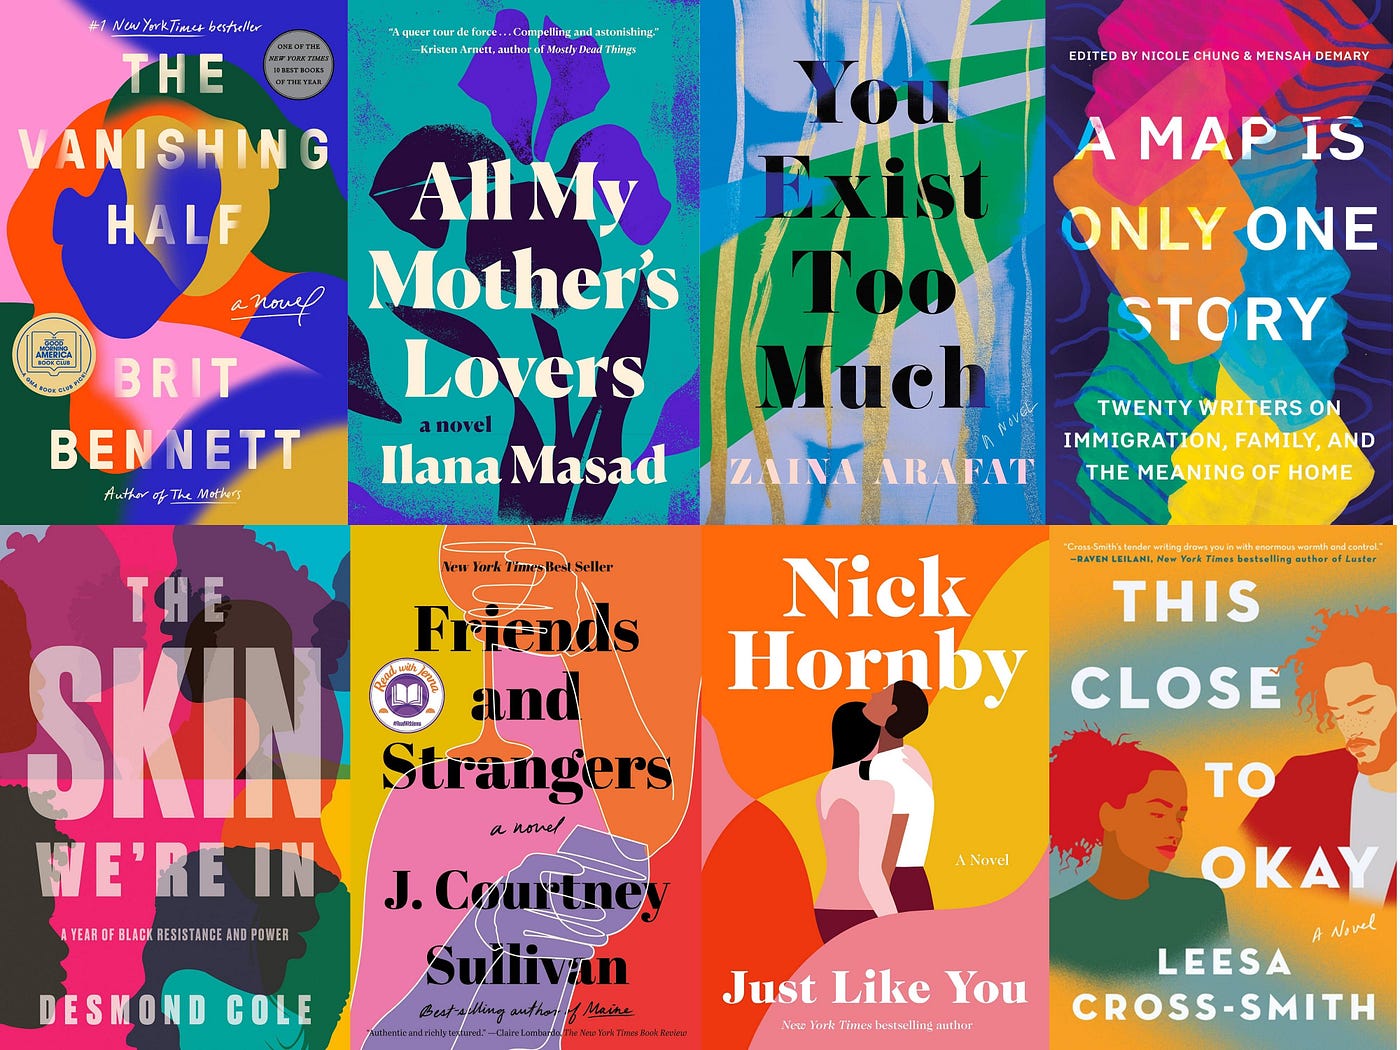 #1 New York Times bestseller
ONE OF THE
NEW YORK TIMES
10 BEST BOOKS
OF THE YEAR
THE
VANISHING
HALF
a novel
GOOD
MORNING
AMERICA
BOOK CLUB
A GMA BOOK CLUB PICK
BRIT
BENNETT
Author of The Mothers
"A queer tour de force . . . Compelling and astonishing."
—Kristen Arnett, author of Mostly Dead Things
All My
Mother's
Lovers
a novel
Ilana Masad
You
Exist
Too
Much
A Novel
ZAINA ARAFAT
EDITED BY NICOLE CHUNG & MENSAH DEMARY
A MAP IS
ONLY ONE
STORY
TWENTY WRITERS ON
IMMIGRATION, FAMILY, AND
THE MEANING OF HOME
THE
SKIN
WE'RE IN
A YEAR OF BLACK RESISTANCE AND POWER
DESMOND COLE
New York Times Best Seller
Friends
and
Strangers
Read with Jenna
#ReadWithJenna
a novel
J. Courtney
Sullivan
Best-selling author of Maine
"Authentic and richly textured." —Claire Lombardo, The New York Times Book Review
Nick
Hornby
A Novel
Just Like You
New York Times bestselling author
"Cross-Smith's tender writing draws you in with enormous warmth and control."
—RAVEN LEILANI, New York Times bestselling author of Luster
THIS
CLOSE
TO
OKAY
A Novel
LEESA
CROSS-SMITH